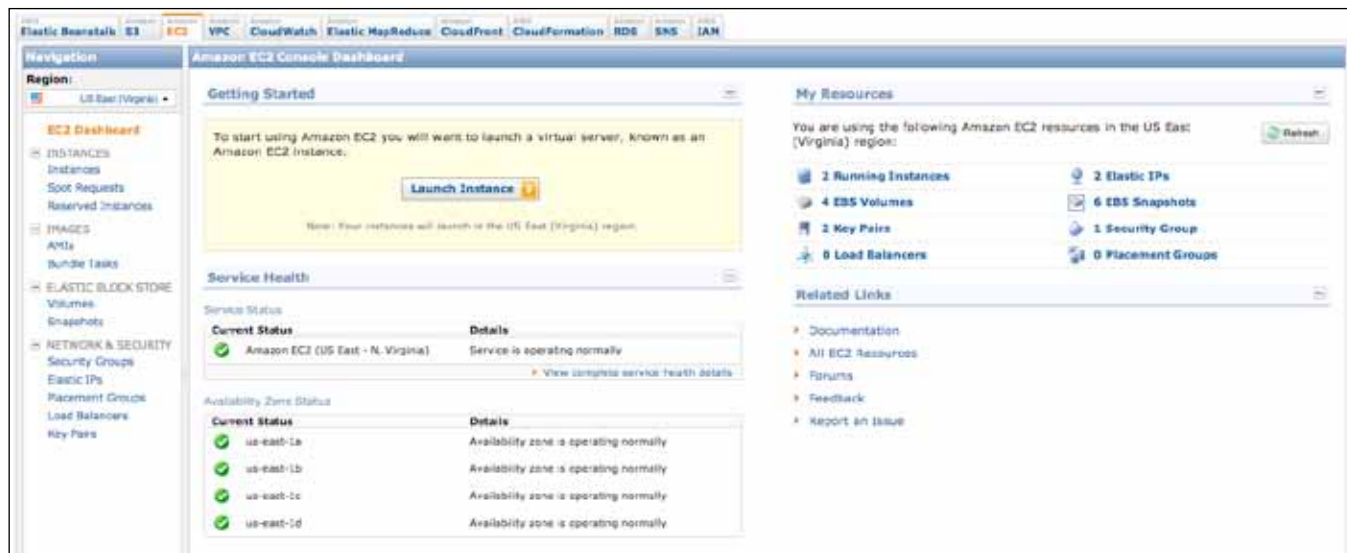 Elastic Beanstalk S3 EC2 VPC CloudWatch Elastic MapReduce CloudFront CloudFormation RDS SNS IAM
Navigation
Region:
US East (Virginia)
EC2 Dashboard
INSTANCES
Instances
Spot Requests
Reserved Instances
IMAGES
AMIs
Bundle Tasks
ELASTIC BLOCK STORE
Volumes
Snapshots
NETWORK & SECURITY
Security Groups
Elastic IPs
Placement Groups
Load Balancers
Key Pairs
Amazon EC2 Console Dashboard
Getting Started
To start using Amazon EC2 you will want to launch a virtual server, known as an
Amazon EC2 instance.
Launch Instance
Note: Your instances will launch in the US East (Virginia) region
Service Health
Service Status
Current Status Details
Amazon EC2 (US East - N. Virginia) Service is operating normally
View complete service health details
Availability Zone Status
Current Status Details
us-east-1a Availability zone is operating normally
us-east-1b Availability zone is operating normally
us-east-1c Availability zone is operating normally
us-east-1d Availability zone is operating normally
My Resources
You are using the following Amazon EC2 resources in the US East
(Virginia) region:
Refresh
2 Running Instances 2 Elastic IPs
4 EBS Volumes 6 EBS Snapshots
2 Key Pairs 1 Security Group
0 Load Balancers 0 Placement Groups
Related Links
Documentation
All EC2 Resources
Forums
Feedback
Report an Issue